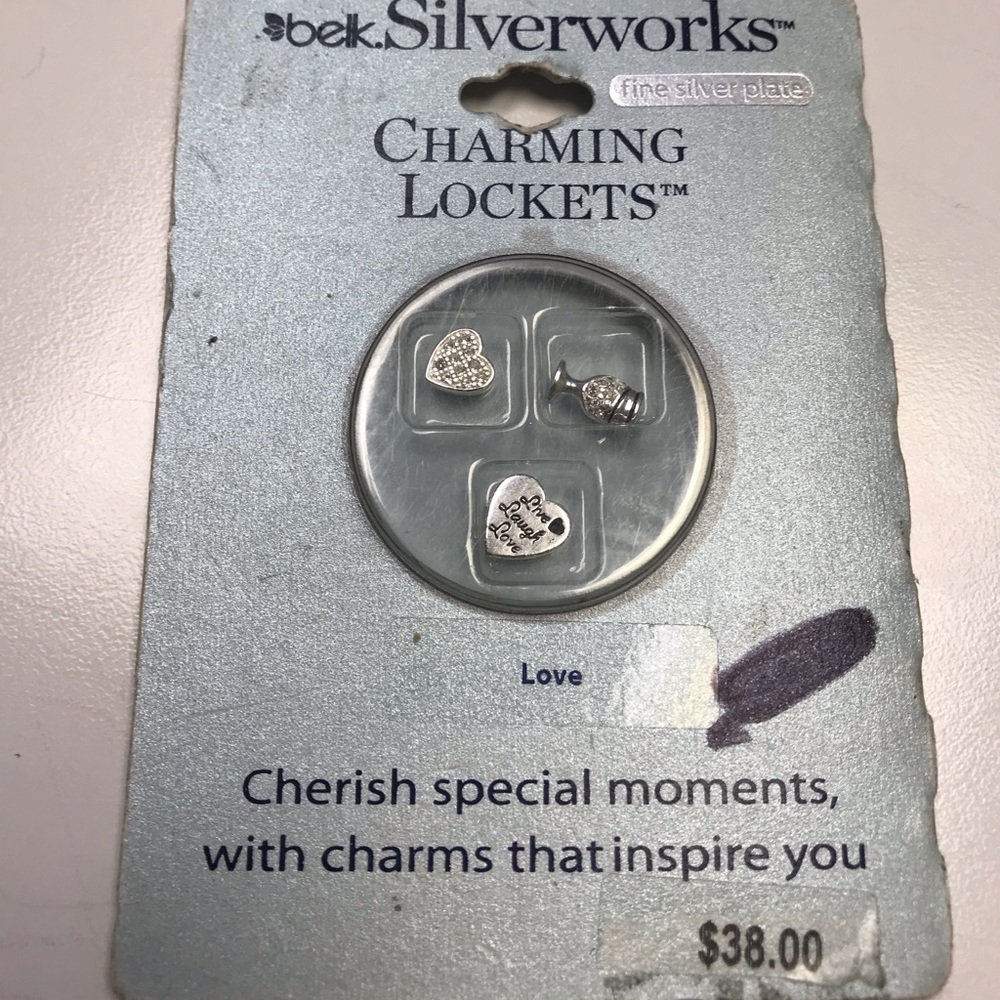 belk. Silverworks™
fine silver plate
CHARMING
LOCKETS™
Live
Laugh
Love
Love
Cherish special moments,
with charms that inspire you
$38.00